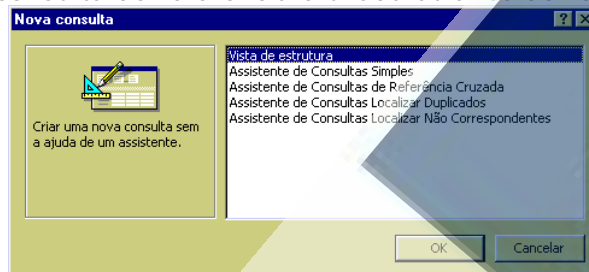 Nova consulta
Vista de estrutura
Assistente de Consultas Simples
Assistente de Consultas de Referência Cruzada
Assistente de Consultas Localizar Duplicados
Assistente de Consultas Localizar Não Correspondentes
Criar uma nova consulta sem
a ajuda de um assistente.
OK
Cancelar